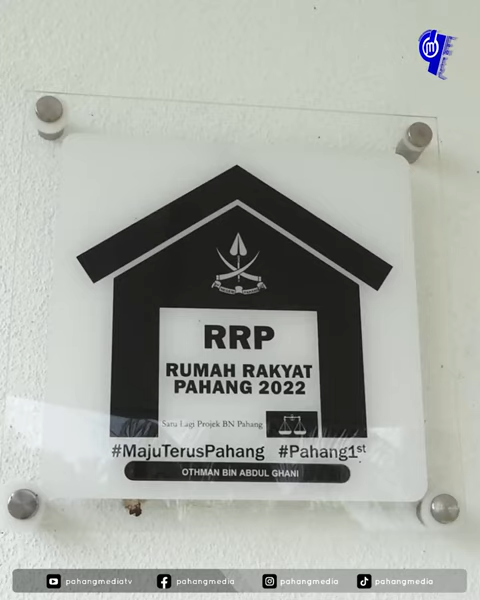 RRP
RUMAH RAKYAT
PAHANG 2022
Satu Lagi Projek BN Pahang
#MajuTerusPahang #Pahang1st
OTHMAN BIN ABDUL GHANI
pahangmediatv pahangmedia pahangmedia pahangmedia